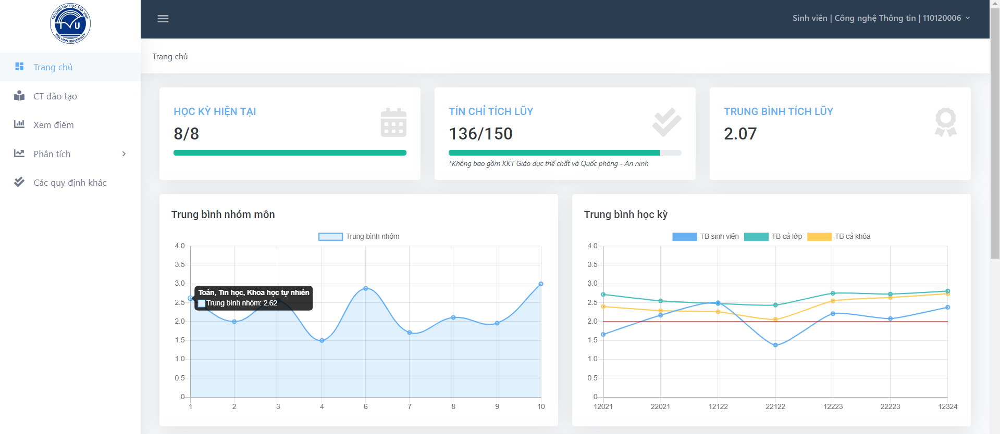 TRƯỜNG ĐẠI HỌC TRÀ VINH
TVU
TRA VINH UNIVERSITY
Sinh viên | Công nghệ Thông tin | 110120006
Trang chủ
CT đào tạo
Xem điểm
Phân tích
Các quy định khác
Trang chủ
HỌC KỲ HIỆN TẠI
8/8
TÍN CHỈ TÍCH LŨY
136/150
*Không bao gồm KKT Giáo dục thể chất và Quốc phòng - An ninh
TRUNG BÌNH TÍCH LŨY
2.07
Trung bình nhóm môn
Trung bình nhóm
4.0
3.5
3.0
2.5
2.0
1.5
1.0
0.5
0
Toán, Tin học, Khoa học tự nhiên
Trung bình nhóm: 2.62
1 2 3 4 6 7 8 9 10
Trung bình học kỳ
TB sinh viên TB cả lớp TB cả khóa
4.0
3.5
3.0
2.5
2.0
1.5
1.0
0.5
0
12021 22021 12122 22122 12223 22223 12324